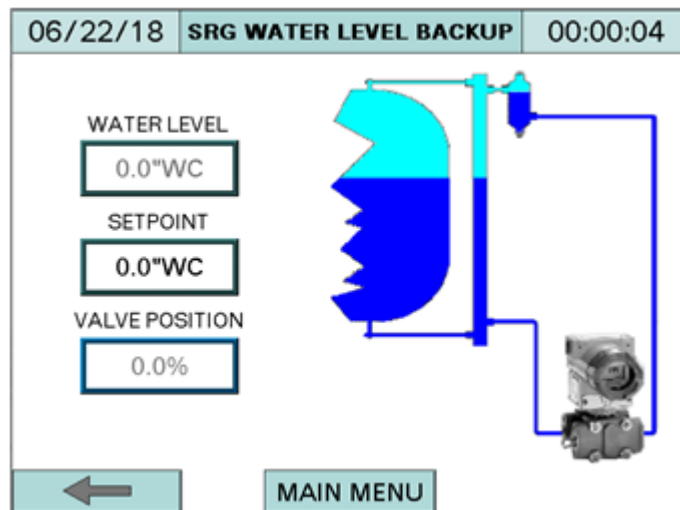 06/22/18 SRG WATER LEVEL BACKUP 00:00:04
WATER LEVEL
0.0"WC
SETPOINT
0.0"WC
VALVE POSITION
0.0%
MAIN MENU